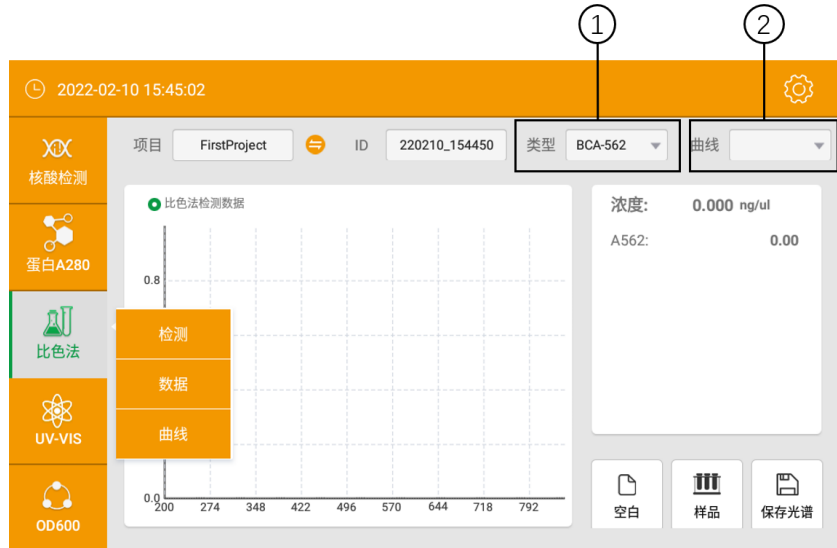 ① ②
2022-02-10 15:45:02
项目 FirstProject ID 220210_154450 类型 BCA-562 曲线
核酸检测
蛋白A280
比色法
UV-VIS
OD600
检测
数据
曲线
比色法检测数据
0.8
0.0
200 274 348 422 496 570 644 718 792
浓度: 0.000 ng/ul
A562: 0.00
空白 样品 保存光谱